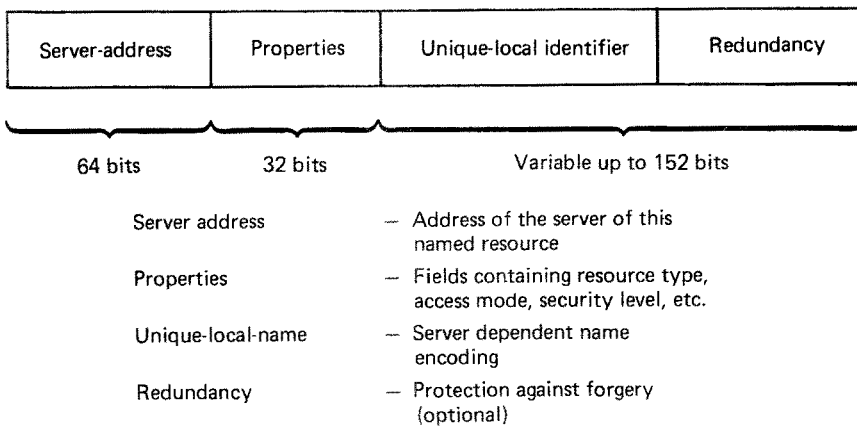 Server-address Properties Unique-local identifier Redundancy
64 bits 32 bits Variable up to 152 bits
Server address — Address of the server of this
named resource
Properties — Fields containing resource type,
access mode, security level, etc.
Unique-local-name — Server dependent name
encoding
Redundancy — Protection against forgery
(optional)